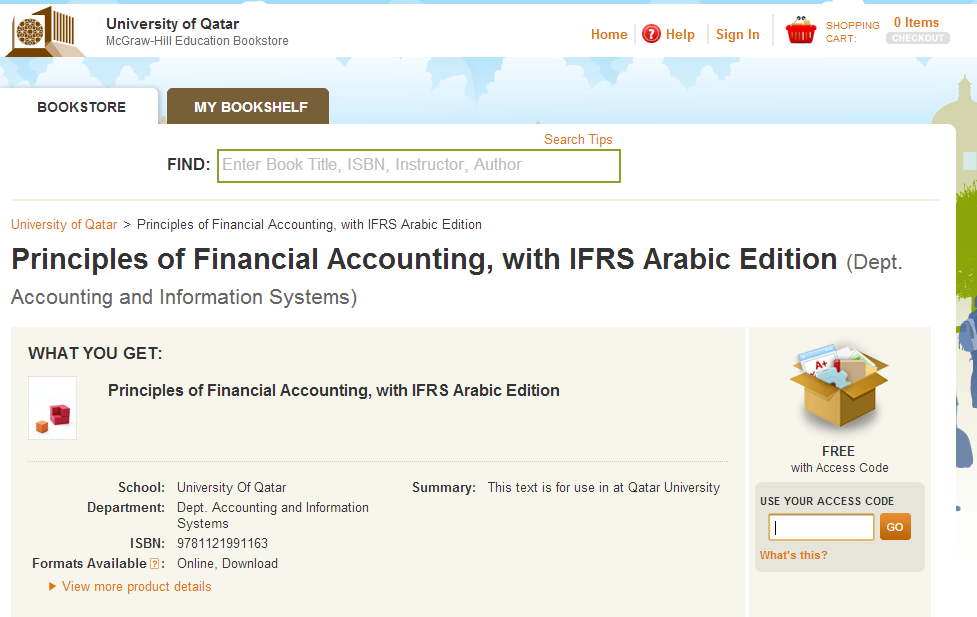 University of Qatar
McGraw-Hill Education Bookstore
Home
? Help
Sign In
SHOPPING CART:
0 Items
CHECKOUT
BOOKSTORE
MY BOOKSHELF
Search Tips
FIND: Enter Book Title, ISBN, Instructor, Author
University of Qatar > Principles of Financial Accounting, with IFRS Arabic Edition
Principles of Financial Accounting, with IFRS Arabic Edition (Dept.
Accounting and Information Systems)
WHAT YOU GET:
Principles of Financial Accounting, with IFRS Arabic Edition
School: University Of Qatar
Department: Dept. Accounting and Information
Systems
ISBN: 9781121991163
Formats Available ?: Online, Download
View more product details
Summary: This text is for use in at Qatar University
A+
FREE
with Access Code
USE YOUR ACCESS CODE
GO
What's this?